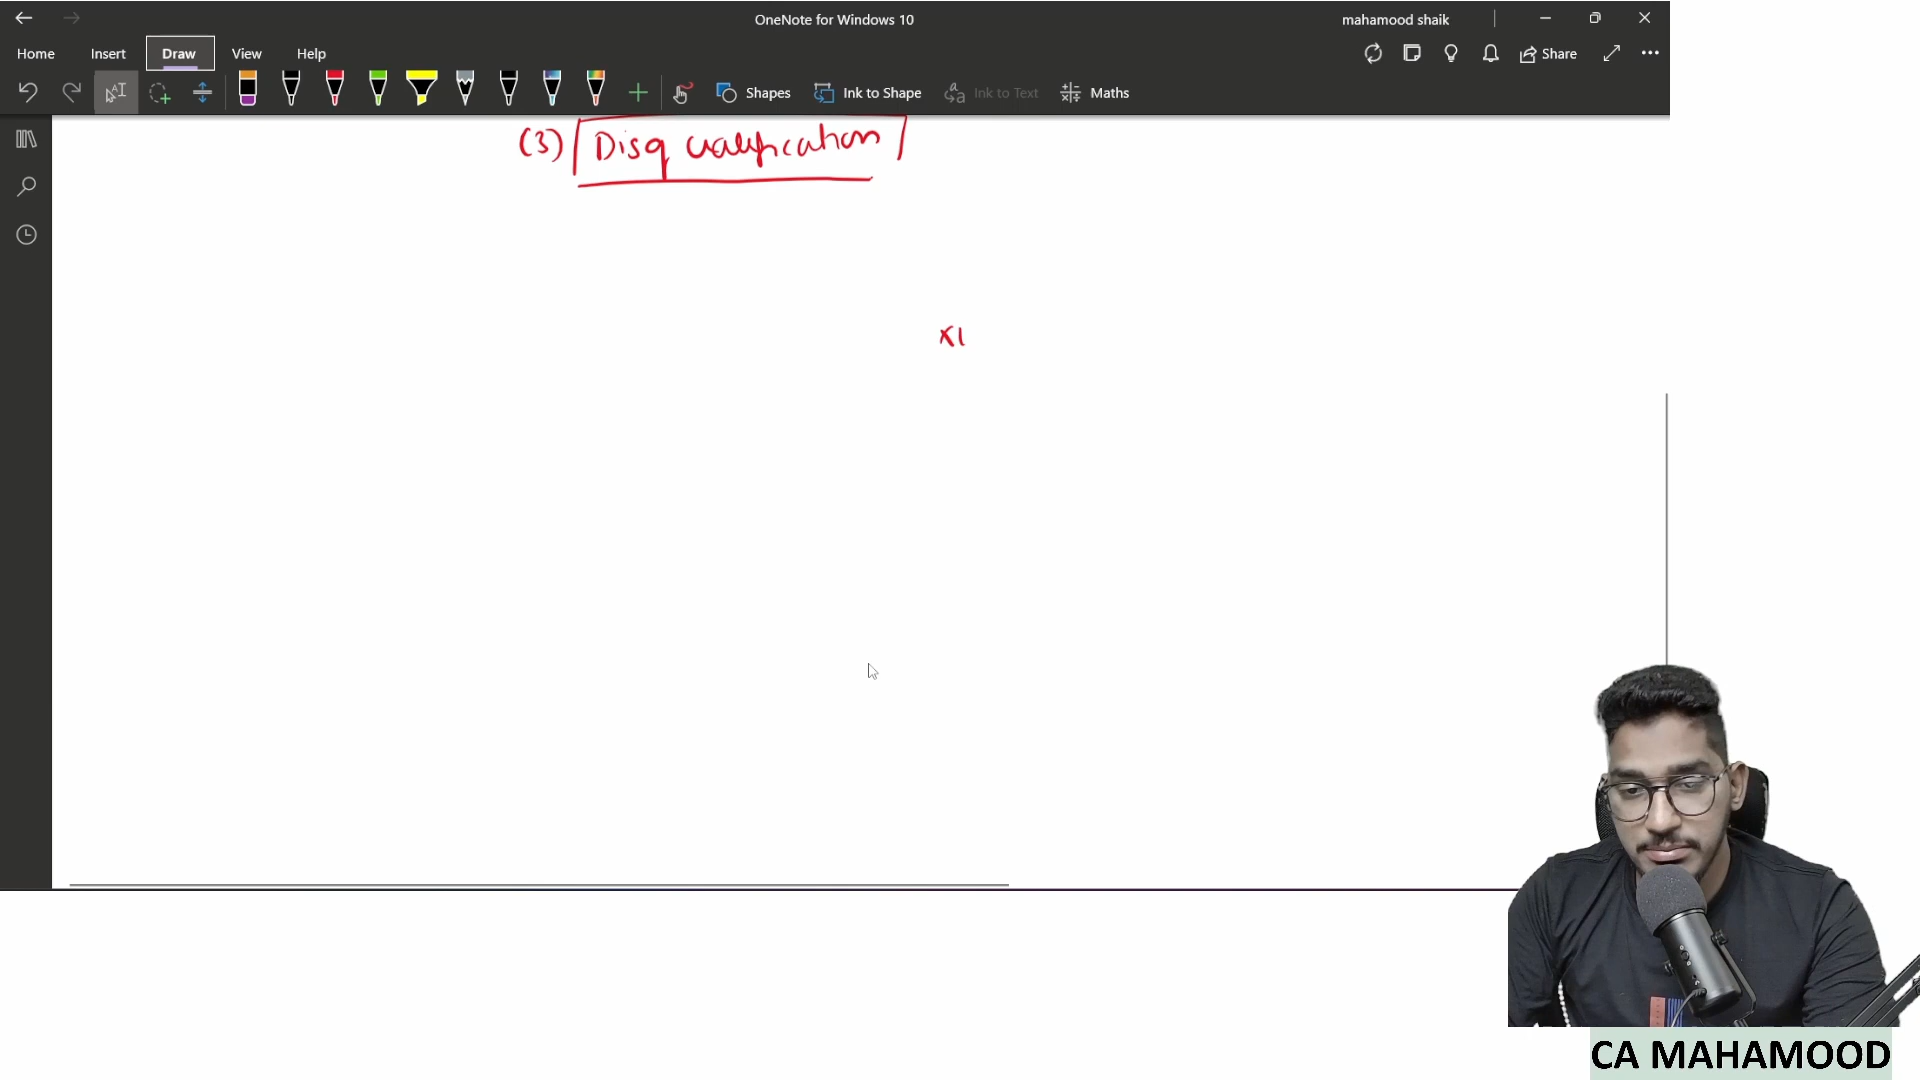 OneNote for Windows 10
mahamood shaik
Home Insert Draw View Help
Share
Shapes Ink to Shape Ink to Text Maths
(3) Disqualification
x1
CA MAHAMOOD